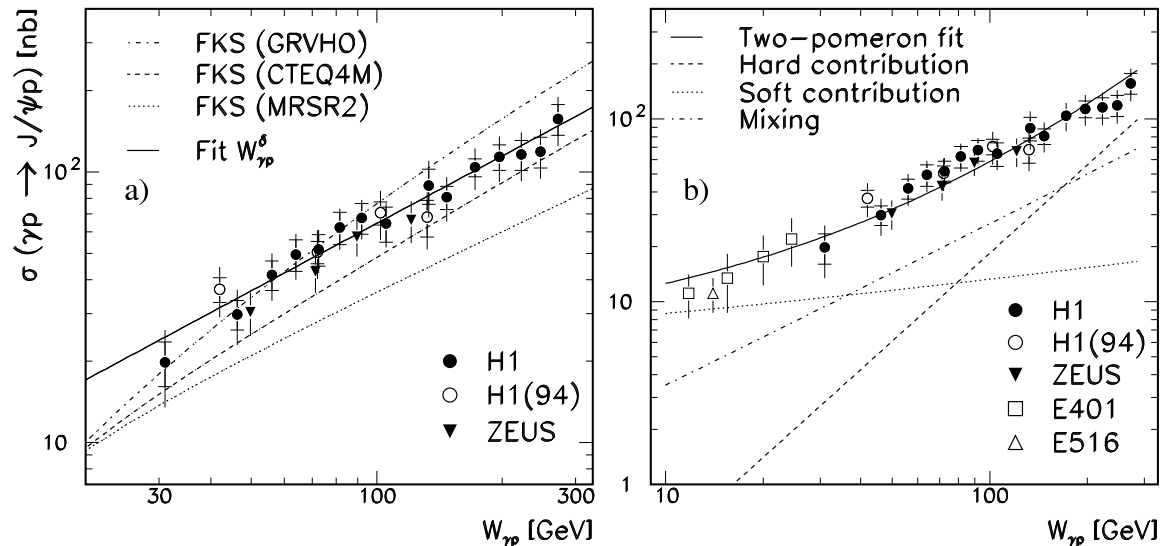 σ (γp → J/ψp) [nb]
FKS (GRVHO)
FKS (CTEQ4M)
FKS (MRSR2)
Fit W^δ_γp
a)
10^2
10
H1
H1(94)
ZEUS
30 100 300
W_γp [GeV]
Two-pomeron fit
Hard contribution
Soft contribution
Mixing
b)
10^2
10
1
H1
H1(94)
ZEUS
E401
E516
10 100
W_γp [GeV]